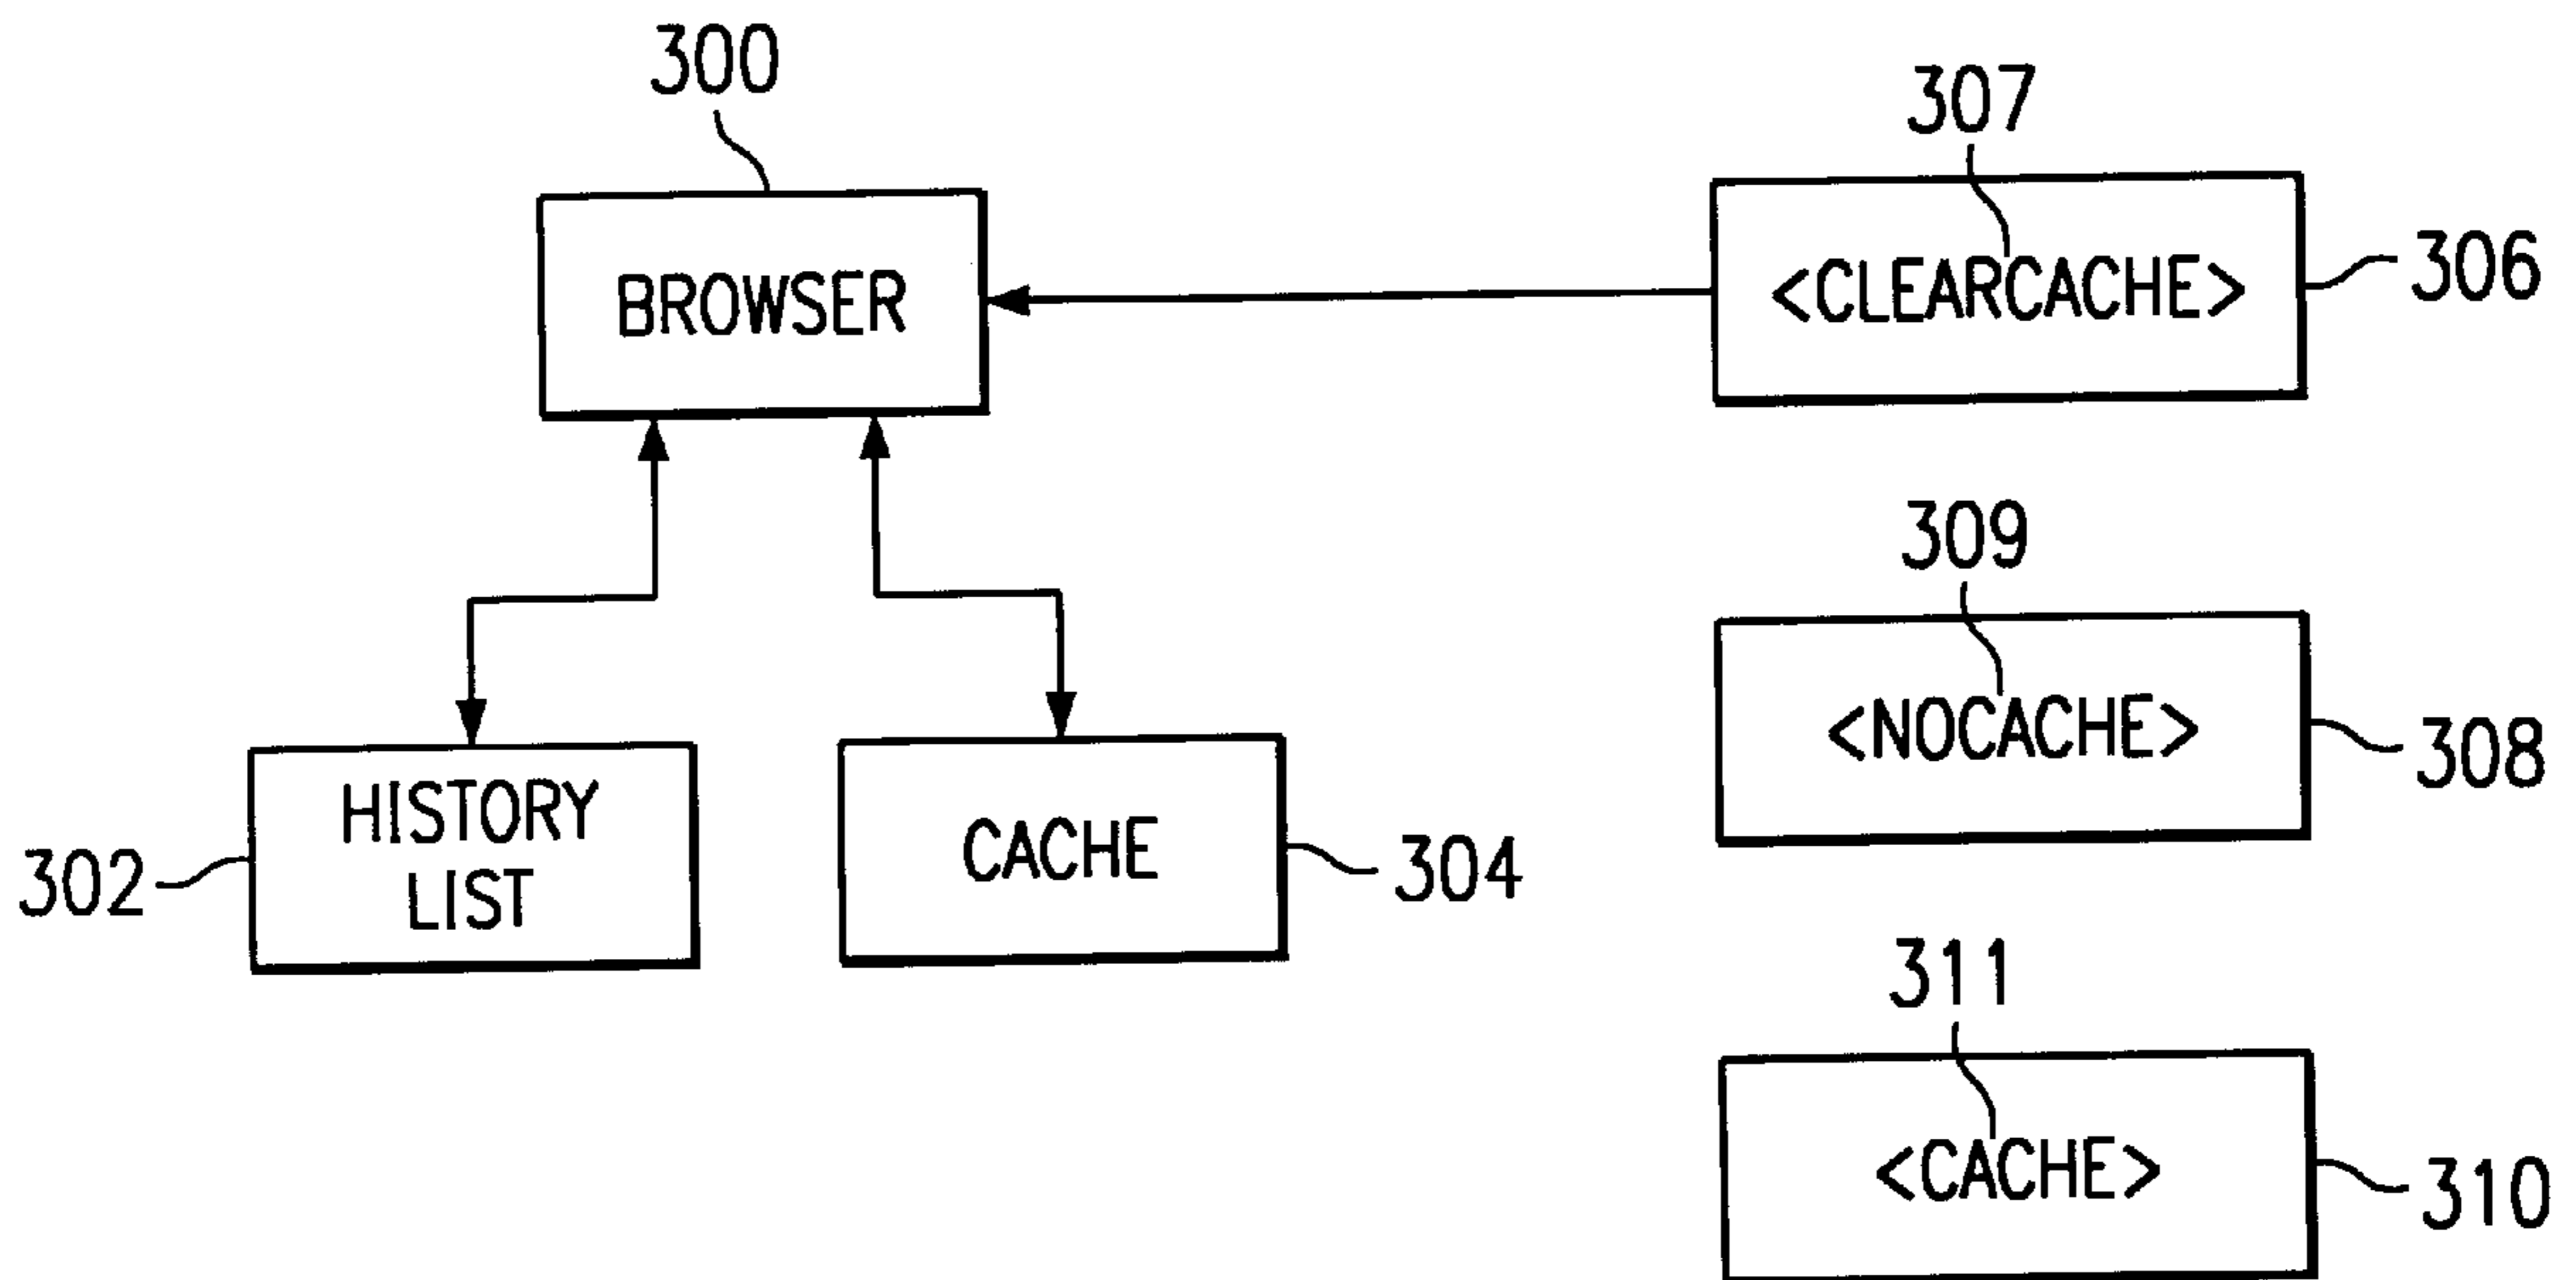 300
BROWSER
307
<CLEARCACHE>
306
309
<NOCACHE>
308
HISTORY
LIST
302
CACHE
304
311
<CACHE>
310